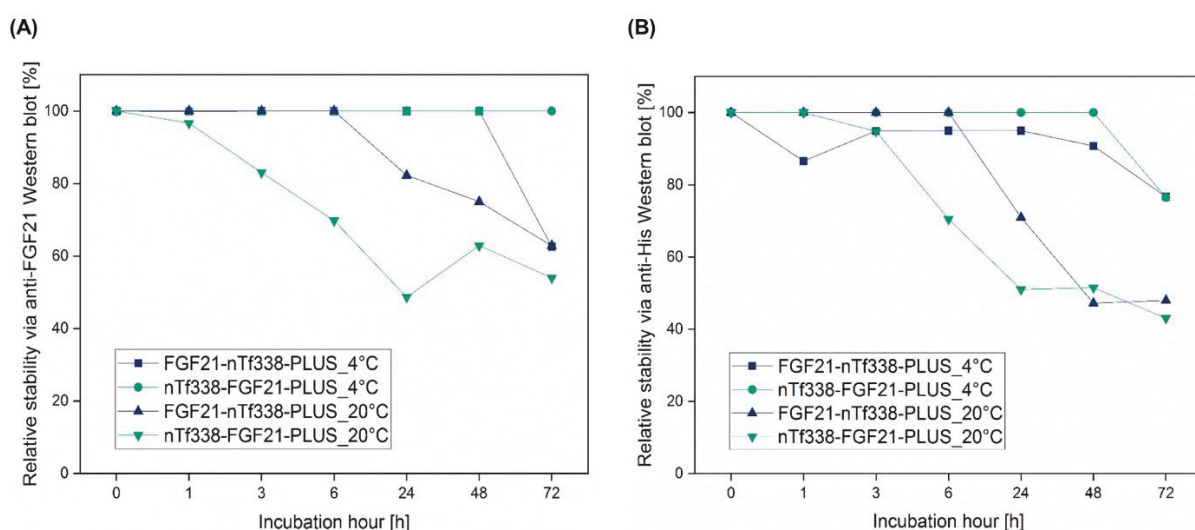 (A)
Relative stability via anti-FGF21 Western blot [%]
100
80
60
40
20
0
FGF21-nTf338-PLUS_4°C
nTf338-FGF21-PLUS_4°C
FGF21-nTf338-PLUS_20°C
nTf338-FGF21-PLUS_20°C
0 1 3 6 24 48 72
Incubation hour [h]
(B)
Relative stability via anti-His Western blot [%]
100
80
60
40
20
0
FGF21-nTf338-PLUS_4°C
nTf338-FGF21-PLUS_4°C
FGF21-nTf338-PLUS_20°C
nTf338-FGF21-PLUS_20°C
0 1 3 6 24 48 72
Incubation hour [h]